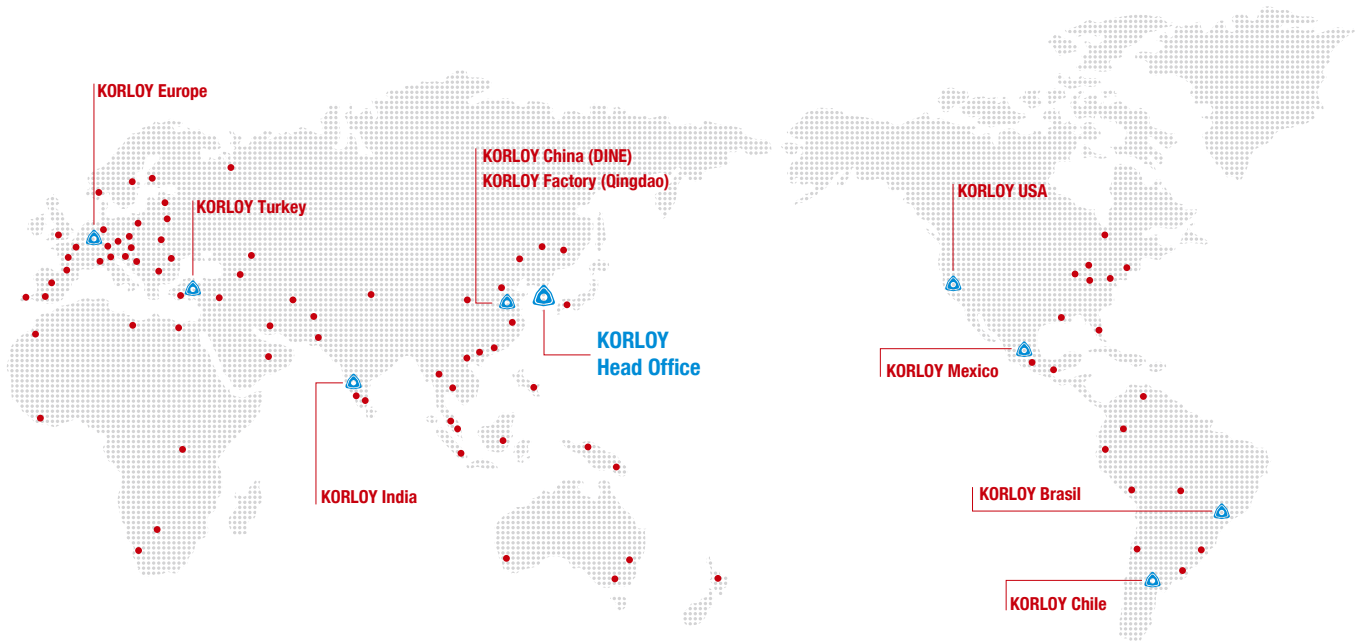 KORLOY Europe
KORLOY China (DINE)
KORLOY Factory (Qingdao)
KORLOY USA
KORLOY Turkey
KORLOY
Head Office
KORLOY Mexico
KORLOY India
KORLOY Brasil
KORLOY Chile